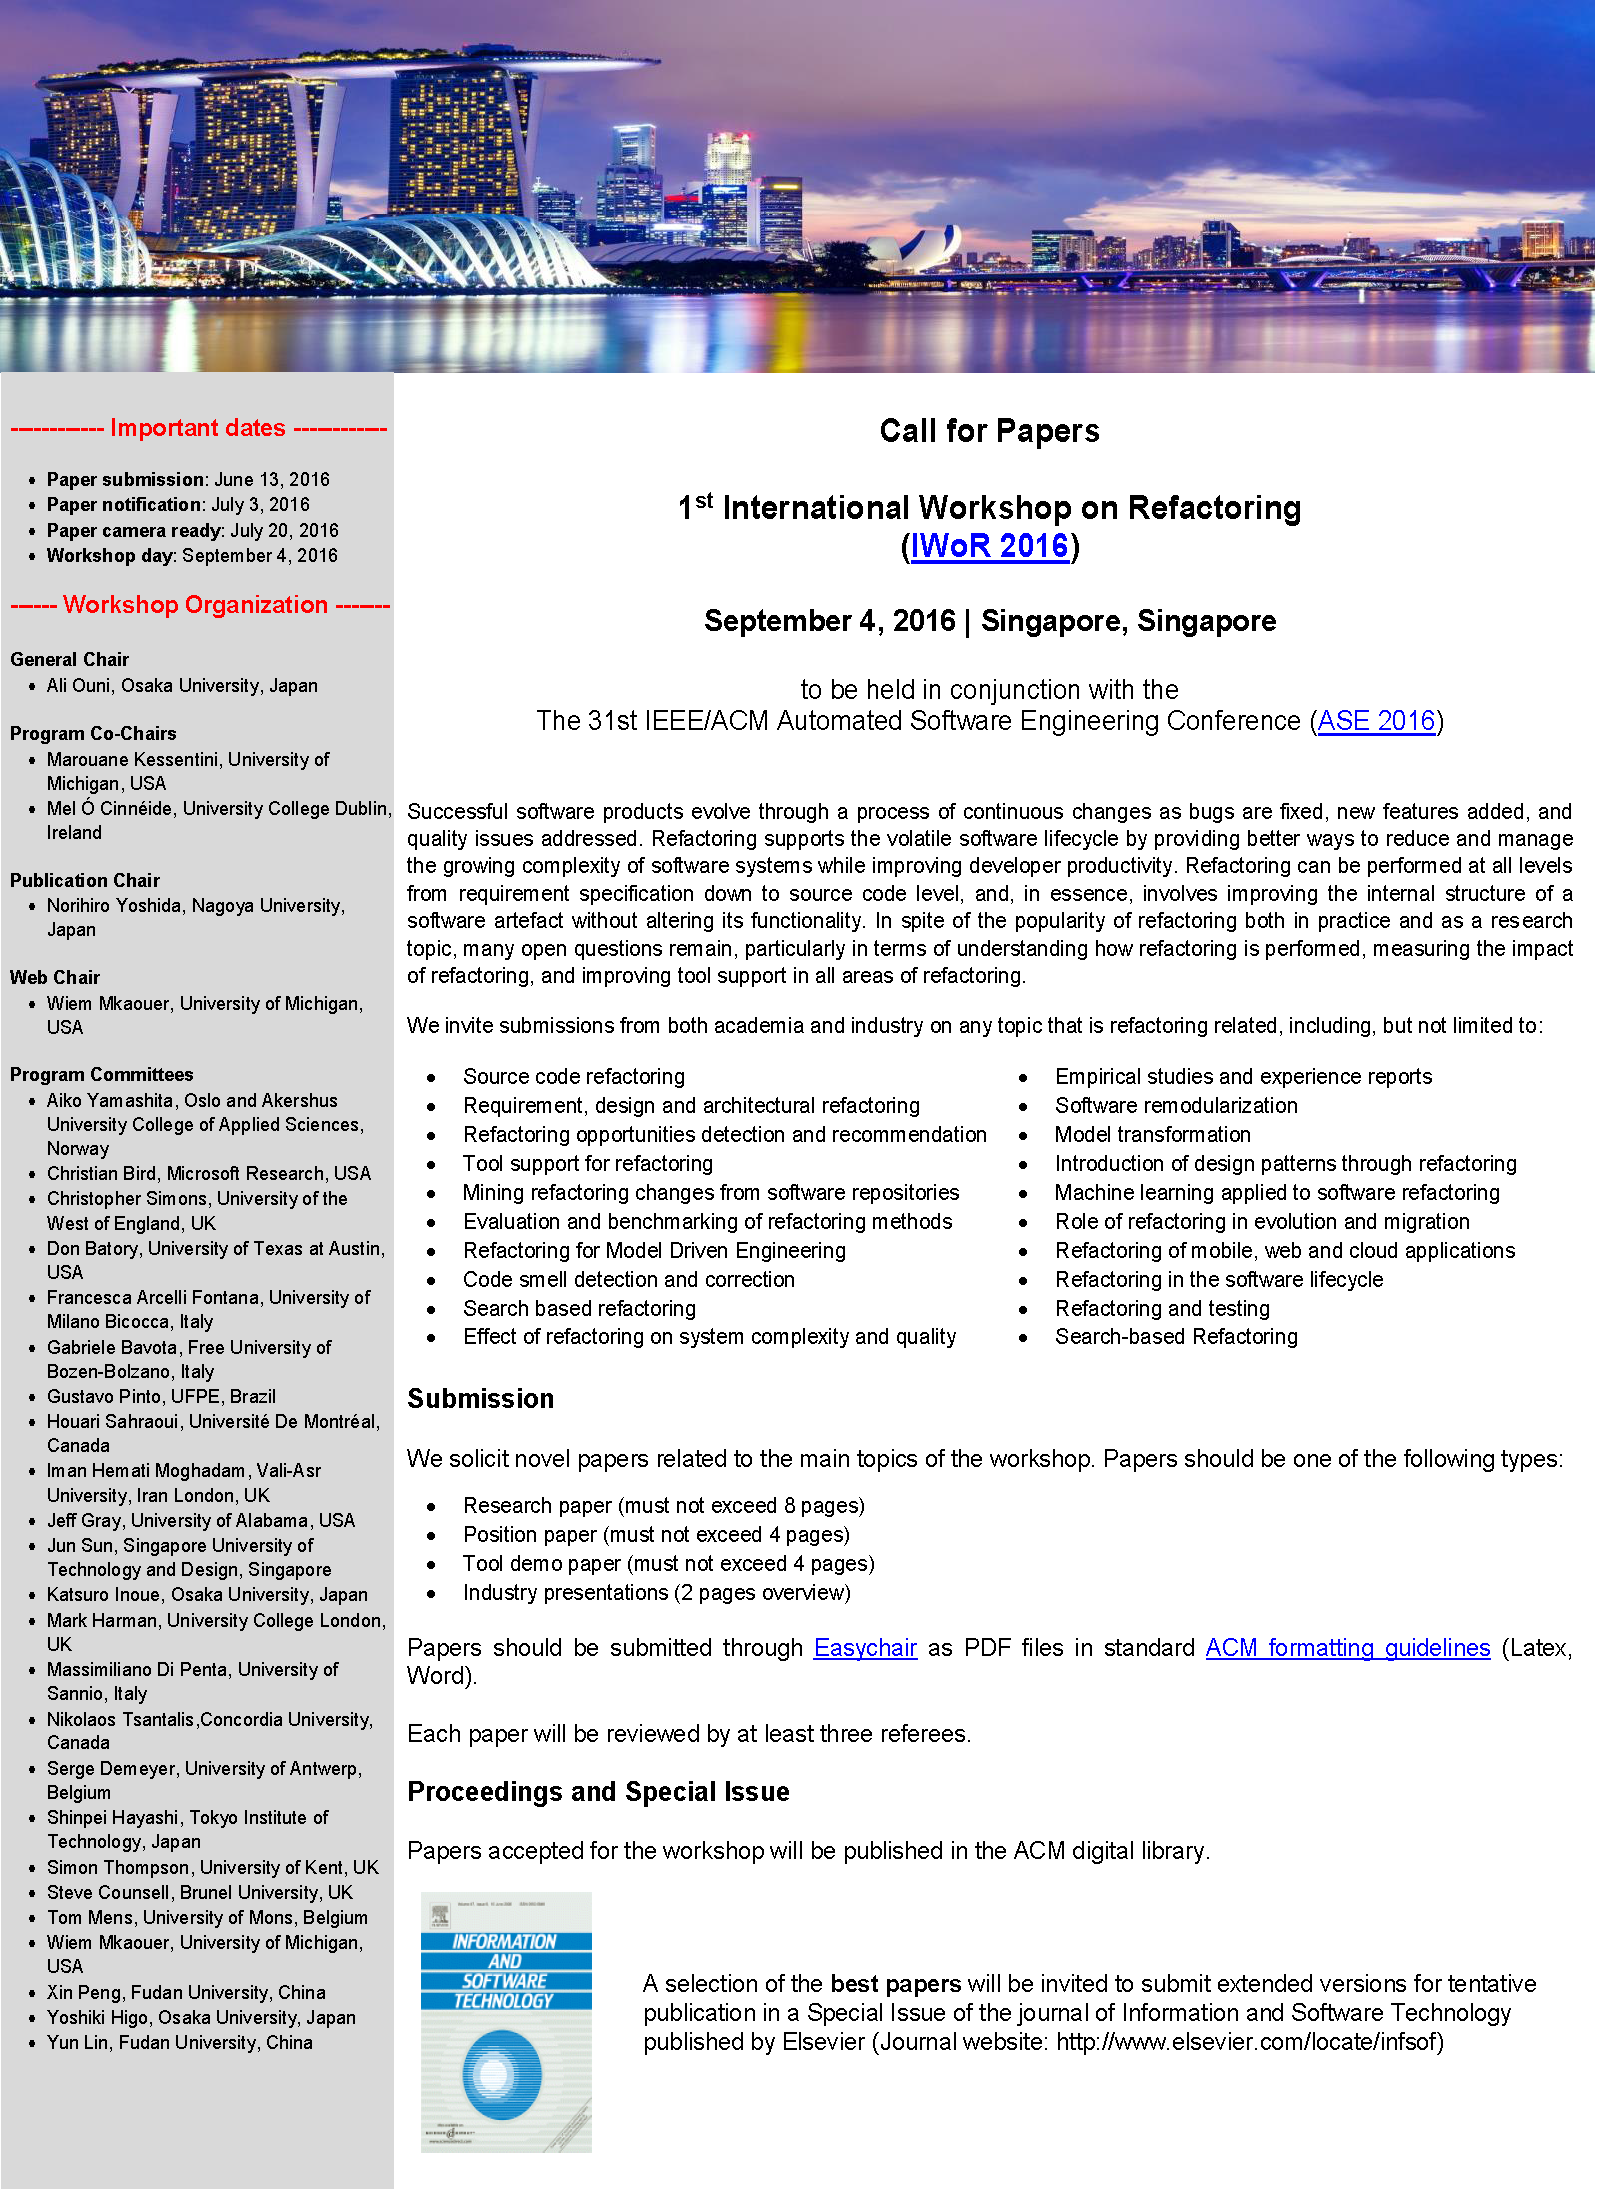 ------------ Important dates ------------
Paper submission: June 13, 2016
Paper notification: July 3, 2016
Paper camera ready: July 20, 2016
Workshop day: September 4, 2016
------ Workshop Organization -------
General Chair
Ali Ouni, Osaka University, Japan
Program Co-Chairs
Marouane Kessentini, University of
Michigan, USA
Mel Ó Cinnéide, University College Dublin,
Ireland
Publication Chair
Norihiro Yoshida, Nagoya University,
Japan
Web Chair
Wiem Mkaouer, University of Michigan,
USA
Program Committees
Aiko Yamashita, Oslo and Akershus
University College of Applied Sciences,
Norway
Christian Bird, Microsoft Research, USA
Christopher Simons, University of the
West of England, UK
Don Batory, University of Texas at Austin,
USA
Francesca Arcelli Fontana, University of
Milano Bicocca, Italy
Gabriele Bavota, Free University of
Bozen-Bolzano, Italy
Gustavo Pinto, UFPE, Brazil
Houari Sahraoui, Université De Montréal,
Canada
Iman Hemati Moghadam, Vali-Asr
University, Iran London, UK
Jeff Gray, University of Alabama, USA
Jun Sun, Singapore University of
Technology and Design, Singapore
Katsuro Inoue, Osaka University, Japan
Mark Harman, University College London,
UK
Massimiliano Di Penta, University of
Sannio, Italy
Nikolaos Tsantalis,Concordia University,
Canada
Serge Demeyer, University of Antwerp,
Belgium
Shinpei Hayashi, Tokyo Institute of
Technology, Japan
Simon Thompson, University of Kent, UK
Steve Counsell, Brunel University, UK
Tom Mens, University of Mons, Belgium
Wiem Mkaouer, University of Michigan,
USA
Xin Peng, Fudan University, China
Yoshiki Higo, Osaka University, Japan
Yun Lin, Fudan University, China
Call for Papers
1st International Workshop on Refactoring
(IWoR 2016)
September 4, 2016 | Singapore, Singapore
to be held in conjunction with the
The 31st IEEE/ACM Automated Software Engineering Conference (ASE 2016)
Successful software products evolve through a process of continuous changes as bugs are fixed, new features added, and
quality issues addressed. Refactoring supports the volatile software lifecycle by providing better ways to reduce and manage
the growing complexity of software systems while improving developer productivity. Refactoring can be performed at all levels
from requirement specification down to source code level, and, in essence, involves improving the internal structure of a
software artefact without altering its functionality. In spite of the popularity of refactoring both in practice and as a research
topic, many open questions remain, particularly in terms of understanding how refactoring is performed, measuring the impact
of refactoring, and improving tool support in all areas of refactoring.
We invite submissions from both academia and industry on any topic that is refactoring related, including, but not limited to:
Source code refactoring
Requirement, design and architectural refactoring
Refactoring opportunities detection and recommendation
Tool support for refactoring
Mining refactoring changes from software repositories
Evaluation and benchmarking of refactoring methods
Refactoring for Model Driven Engineering
Code smell detection and correction
Search based refactoring
Effect of refactoring on system complexity and quality
Empirical studies and experience reports
Software remodularization
Model transformation
Introduction of design patterns through refactoring
Machine learning applied to software refactoring
Role of refactoring in evolution and migration
Refactoring of mobile, web and cloud applications
Refactoring in the software lifecycle
Refactoring and testing
Search-based Refactoring
Submission
We solicit novel papers related to the main topics of the workshop. Papers should be one of the following types:
Research paper (must not exceed 8 pages)
Position paper (must not exceed 4 pages)
Tool demo paper (must not exceed 4 pages)
Industry presentations (2 pages overview)
Papers should be submitted through Easychair as PDF files in standard ACM formatting guidelines (Latex,
Word).
Each paper will be reviewed by at least three referees.
Proceedings and Special Issue
Papers accepted for the workshop will be published in the ACM digital library.
INFORMATION
AND
SOFTWARE
TECHNOLOGY
A selection of the best papers will be invited to submit extended versions for tentative
publication in a Special Issue of the journal of Information and Software Technology
published by Elsevier (Journal website: http://www.elsevier.com/locate/infsof)